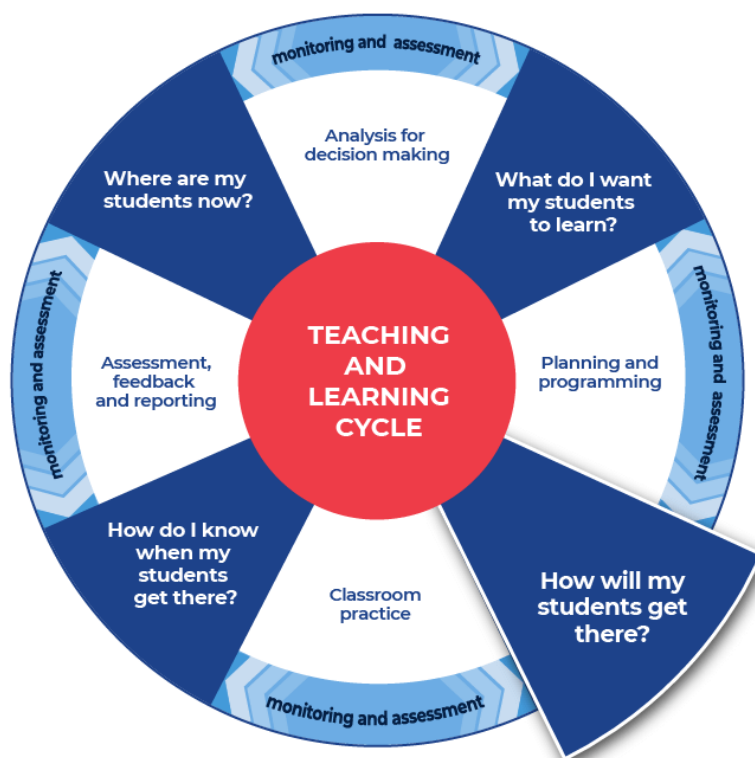 monitoring and assessment
Analysis for
decision making
Where are my
students now?
What do I want
my students
to learn?
monitoring and assessment
monitoring and assessment
TEACHING
AND
LEARNING
CYCLE
Assessment,
feedback
and reporting
Planning and
programming
How do I know
when my
students
get there?
Classroom
practice
How will my
students get
there?
monitoring and assessment